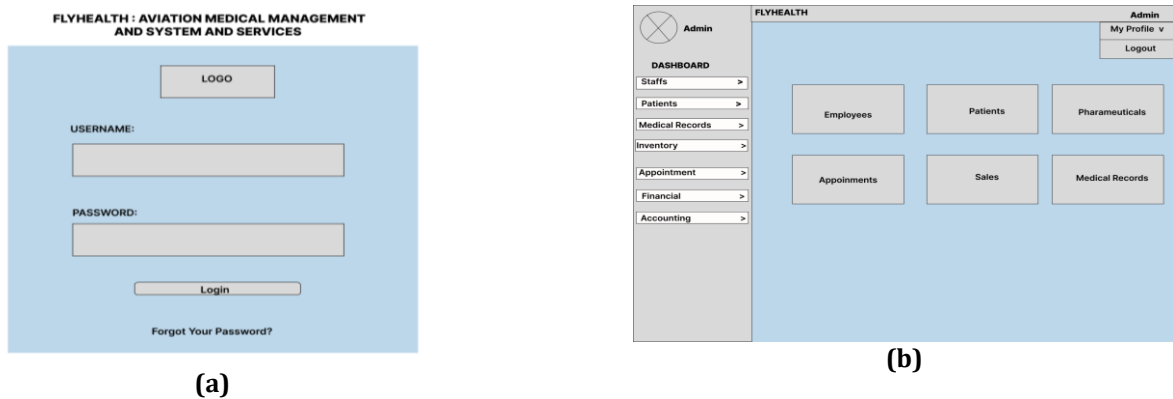 FLYHEALTH : AVIATION MEDICAL MANAGEMENT
AND SYSTEM AND SERVICES
LOGO
USERNAME:
PASSWORD:
Login
Forgot Your Password?
(a)
FLYHEALTH
Admin
Admin
My Profile v
Logout
DASHBOARD
Staffs >
Patients >
Medical Records >
Inventory >
Appointment >
Financial >
Accounting >
Employees
Patients
Pharameuticals
Appoinments
Sales
Medical Records
(b)